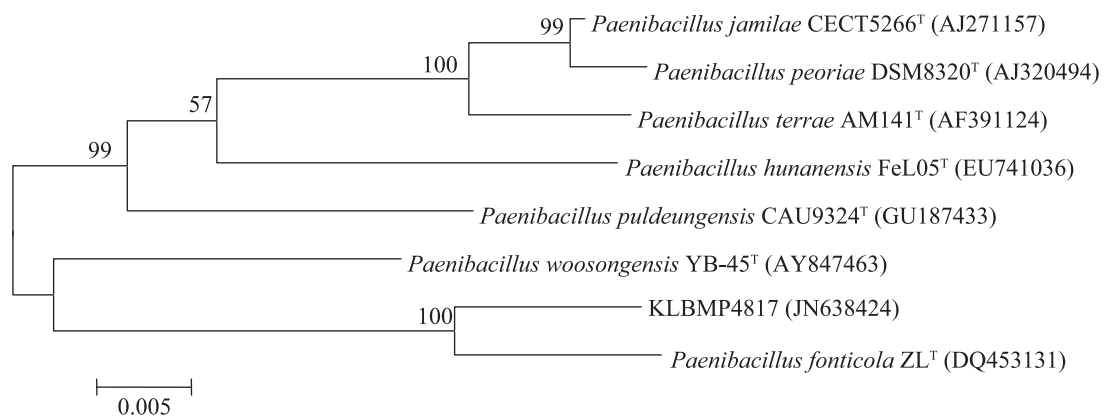 99 Paenibacillus jamilae CECT5266ᵀ (AJ271157)
Paenibacillus peoriae DSM8320ᵀ (AJ320494)
100
Paenibacillus terrae AM141ᵀ (AF391124)
57
Paenibacillus hunanensis FeL05ᵀ (EU741036)
99
Paenibacillus puldeungensis CAU9324ᵀ (GU187433)
Paenibacillus woosongensis YB-45ᵀ (AY847463)
KLBMP4817 (JN638424)
100
Paenibacillus fonticola ZLᵀ (DQ453131)
0.005